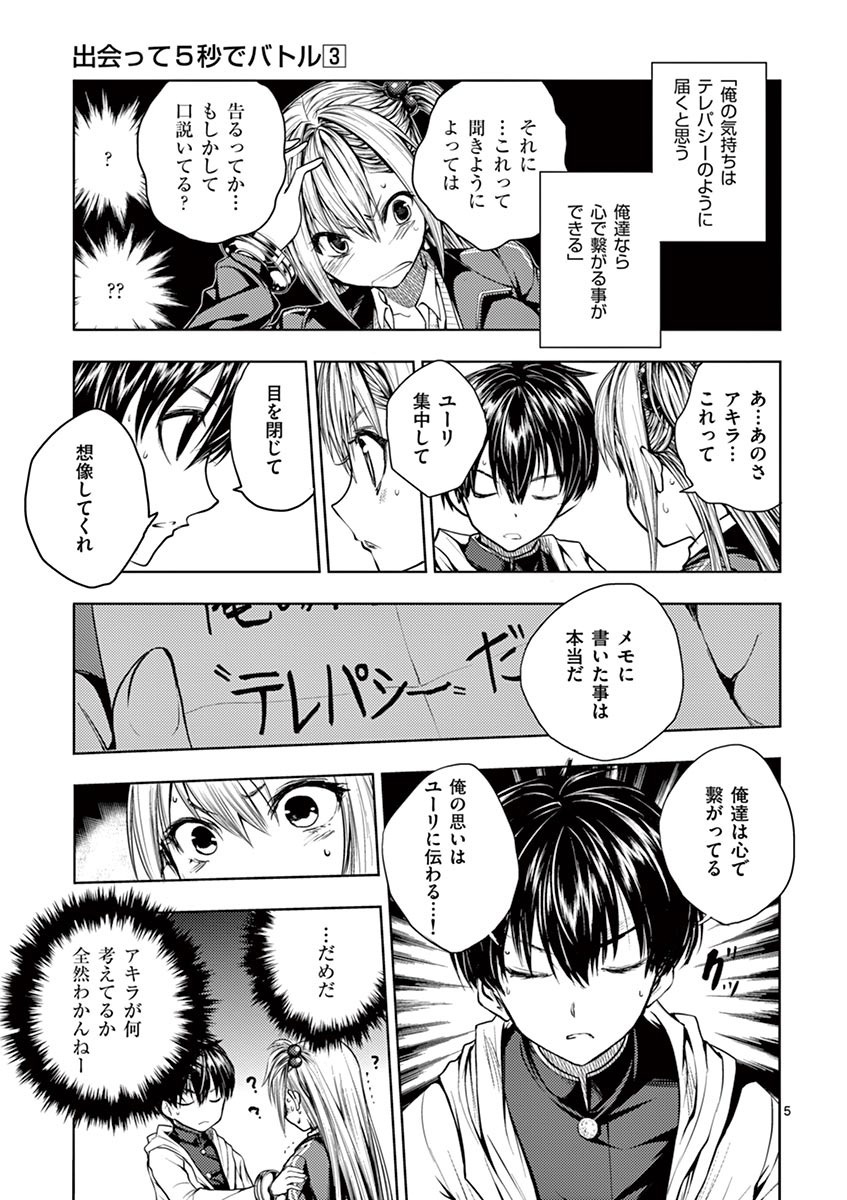 出会って５秒でバトル 3
「俺の気持ちは
テレパシーのように
届くと思う
俺達なら
心で繫がる事が
できる」
それに
…これって
聞きように
よっては
告るってか…
もしかして
口説いてる？
？
？？
あ…あのさ
アキラ…
これって
ユーリ
集中して
目を閉じて
想像してくれ
メモに
書いた事は
本当だ
俺の
〝テレパシー〟だ
俺達は心で
繫がってる
俺の思いは
ユーリに伝わる…！
グッ
…だめだ
アキラが何
考えてるか
全然わかんねー
？
？
？
？
5